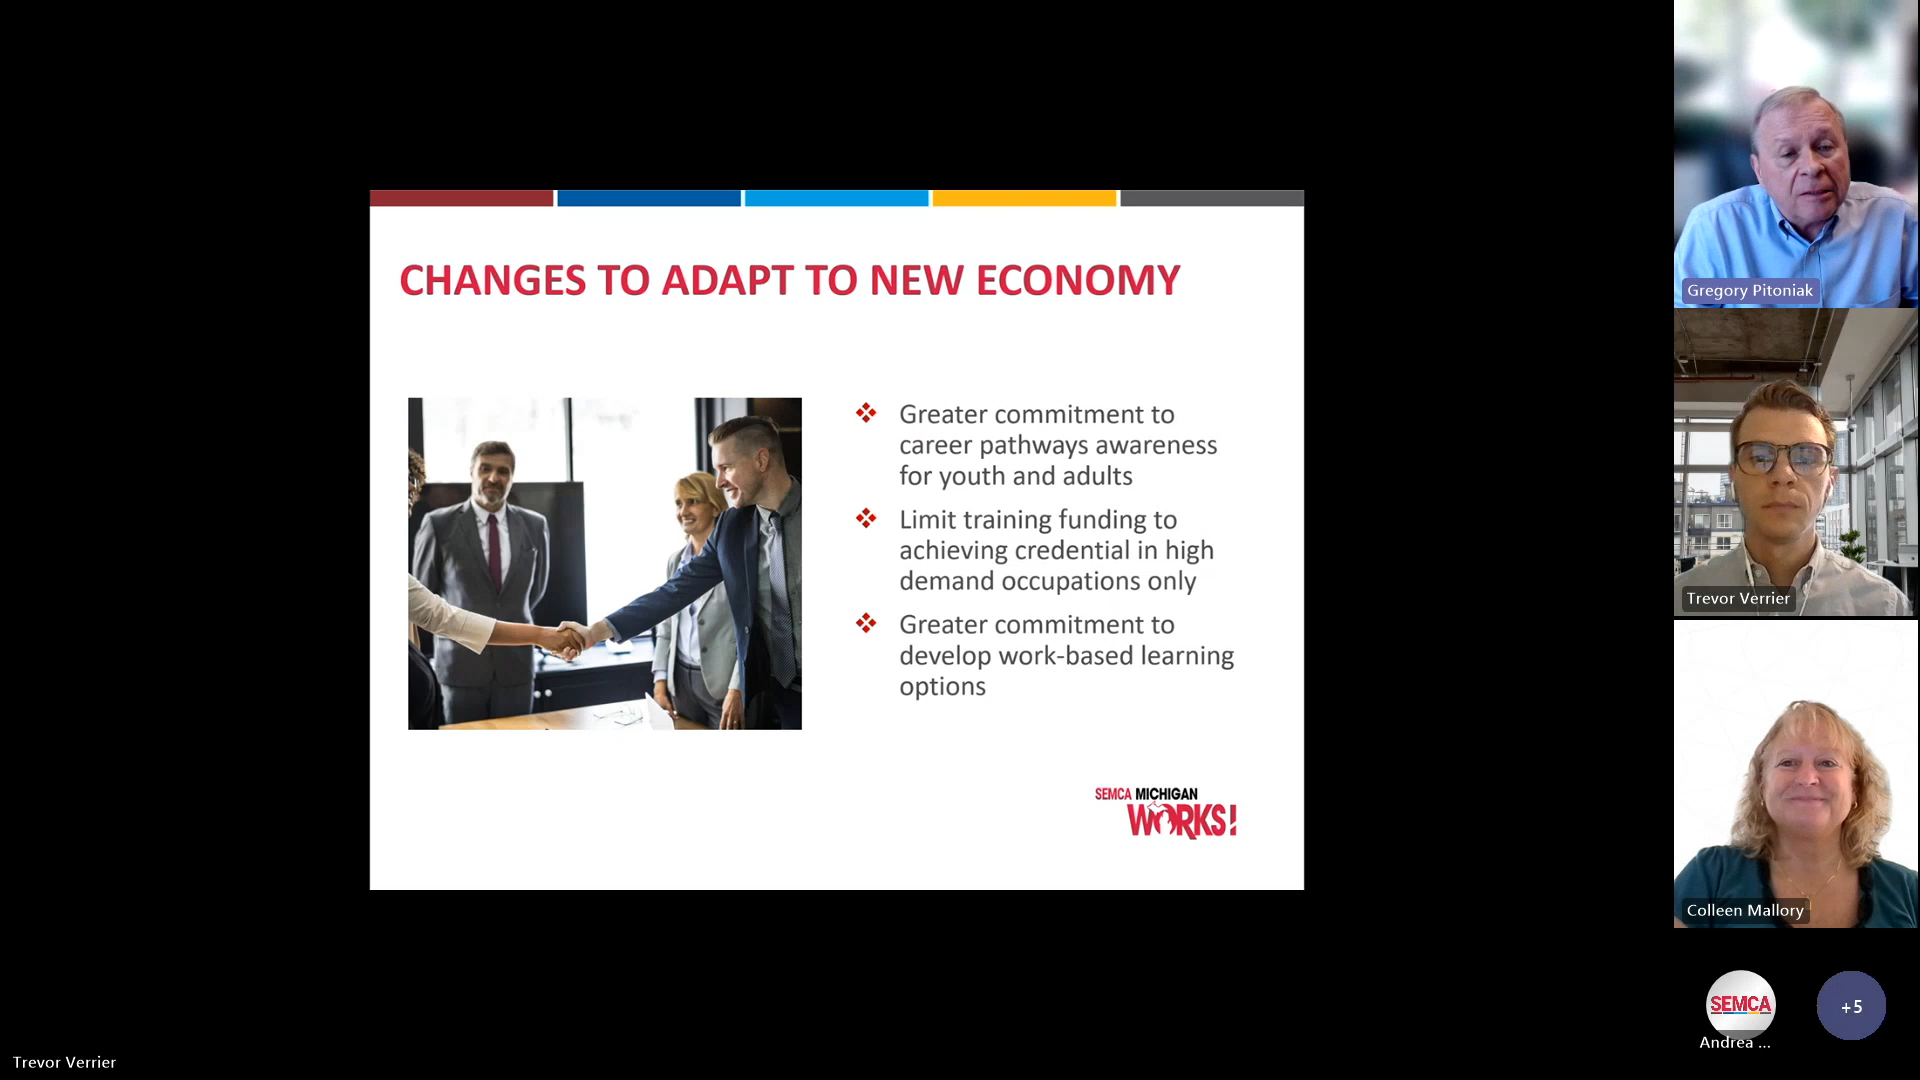 CHANGES TO ADAPT TO NEW ECONOMY
❖ Greater commitment to
career pathways awareness
for youth and adults
❖ Limit training funding to
achieving credential in high
demand occupations only
❖ Greater commitment to
develop work-based learning
options
SEMCA MICHIGAN
WORKS!
Gregory Pitoniak
Trevor Verrier
Colleen Mallory
SEMCA
Andrea ...
+5
Trevor Verrier